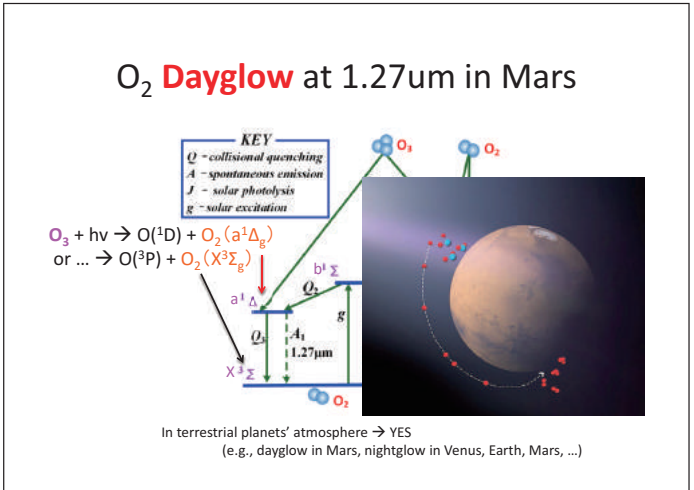 O₂ Dayglow at 1.27um in Mars
KEY
Q - collisional quenching
A - spontaneous emission
J - solar photolysis
g - solar excitation
O₃
O₂
O₃ + hv → O(¹D) + O₂(a¹Δg)
or ... → O(³P) + O₂(X³Σg)
b¹ Σ
a¹ Δ
Q₂
Q₃
A₁
1.27μm
g
X ³ Σ
O₂
In terrestrial planets' atmosphere → YES
(e.g., dayglow in Mars, nightglow in Venus, Earth, Mars, …)